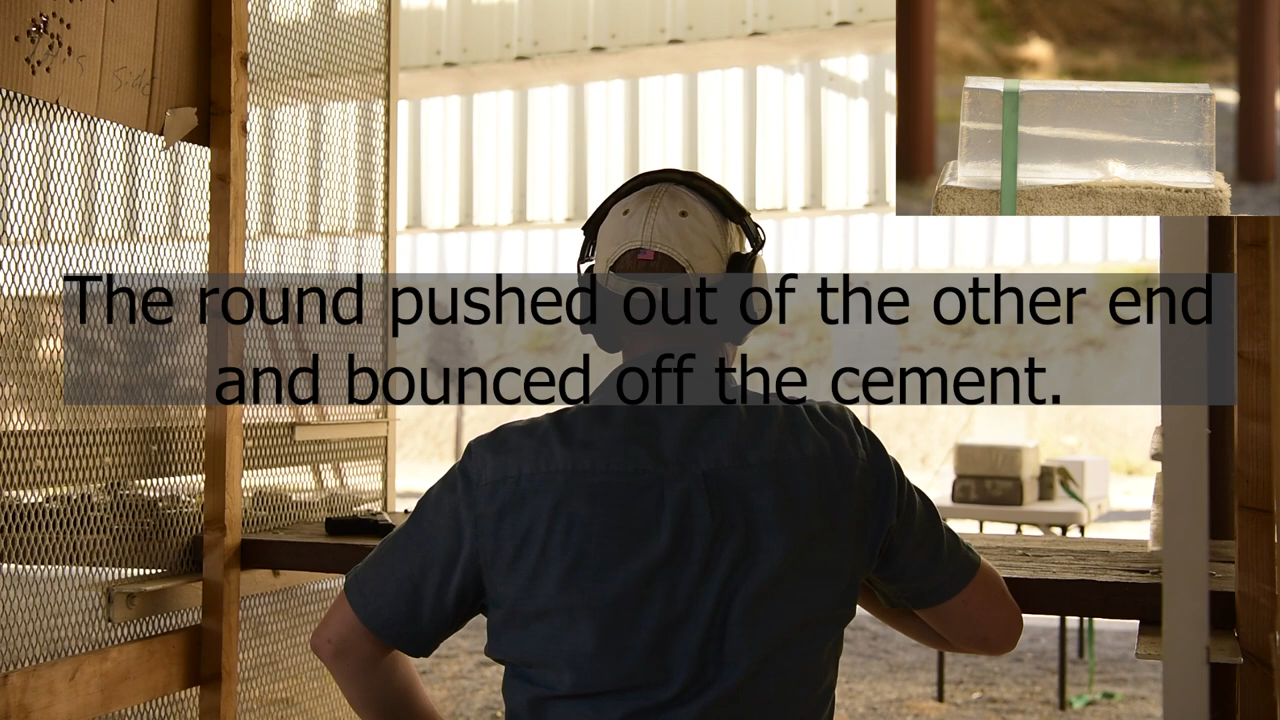 The round pushed out of the other end
and bounced off the cement.